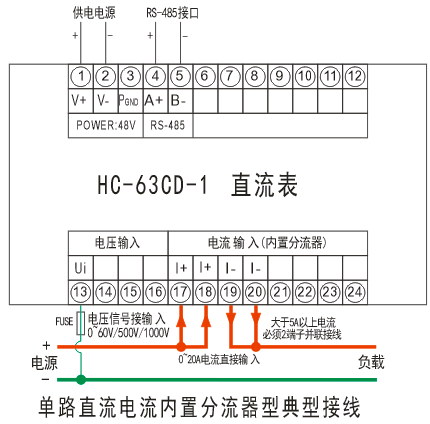 供电电源 RS-485接口
+ − + −
1 2 3 4 5 6 7 8 9 10 11 12
V+ V- PGND A+ B-
POWER:48V RS-485
HC-63CD-1 直流表
电压输入 电流输入(内置分流器)
Ui I+ I+ I- I-
13 14 15 16 17 18 19 20 21 22 23 24
FUSE 电压信号接输入 大于5A以上电流
0~60V/500V/1000V 必须2端子并联接线
+
电源 0~20A电流直接输入 负载
−
单路直流电流内置分流器型典型接线